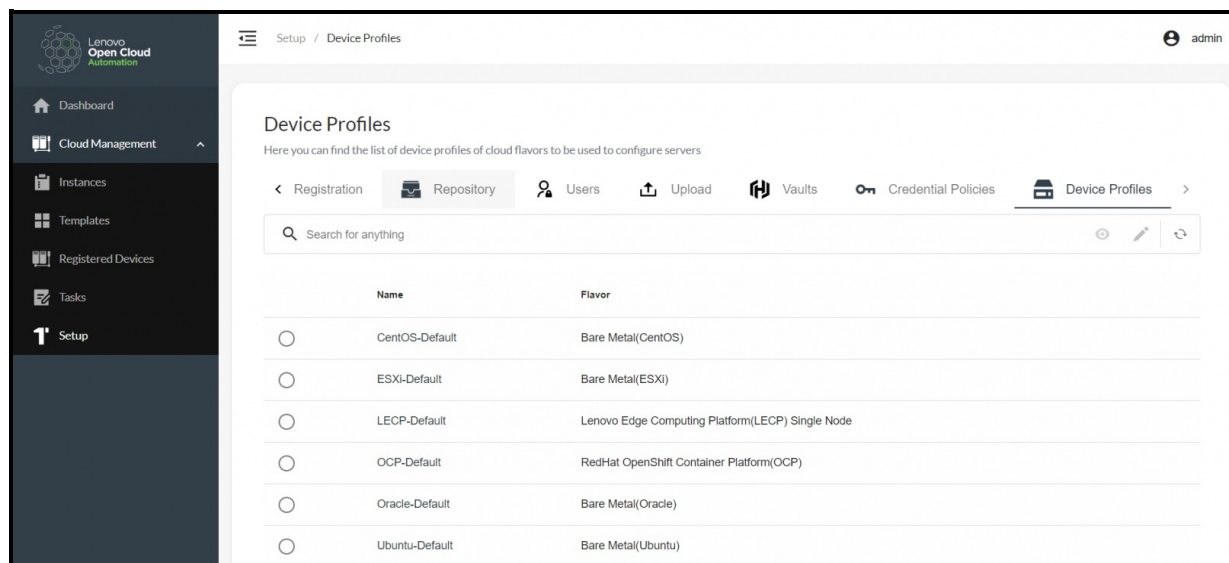 Lenovo
Open Cloud
Automation
Setup / Device Profiles
admin
Dashboard
Cloud Management
Instances
Templates
Registered Devices
Tasks
Setup
Device Profiles
Here you can find the list of device profiles of cloud flavors to be used to configure servers
Registration Repository Users Upload Vaults Credential Policies Device Profiles
Search for anything
Name Flavor
CentOS-Default Bare Metal(CentOS)
ESXi-Default Bare Metal(ESXi)
LECP-Default Lenovo Edge Computing Platform(LECP) Single Node
OCP-Default RedHat OpenShift Container Platform(OCP)
Oracle-Default Bare Metal(Oracle)
Ubuntu-Default Bare Metal(Ubuntu)